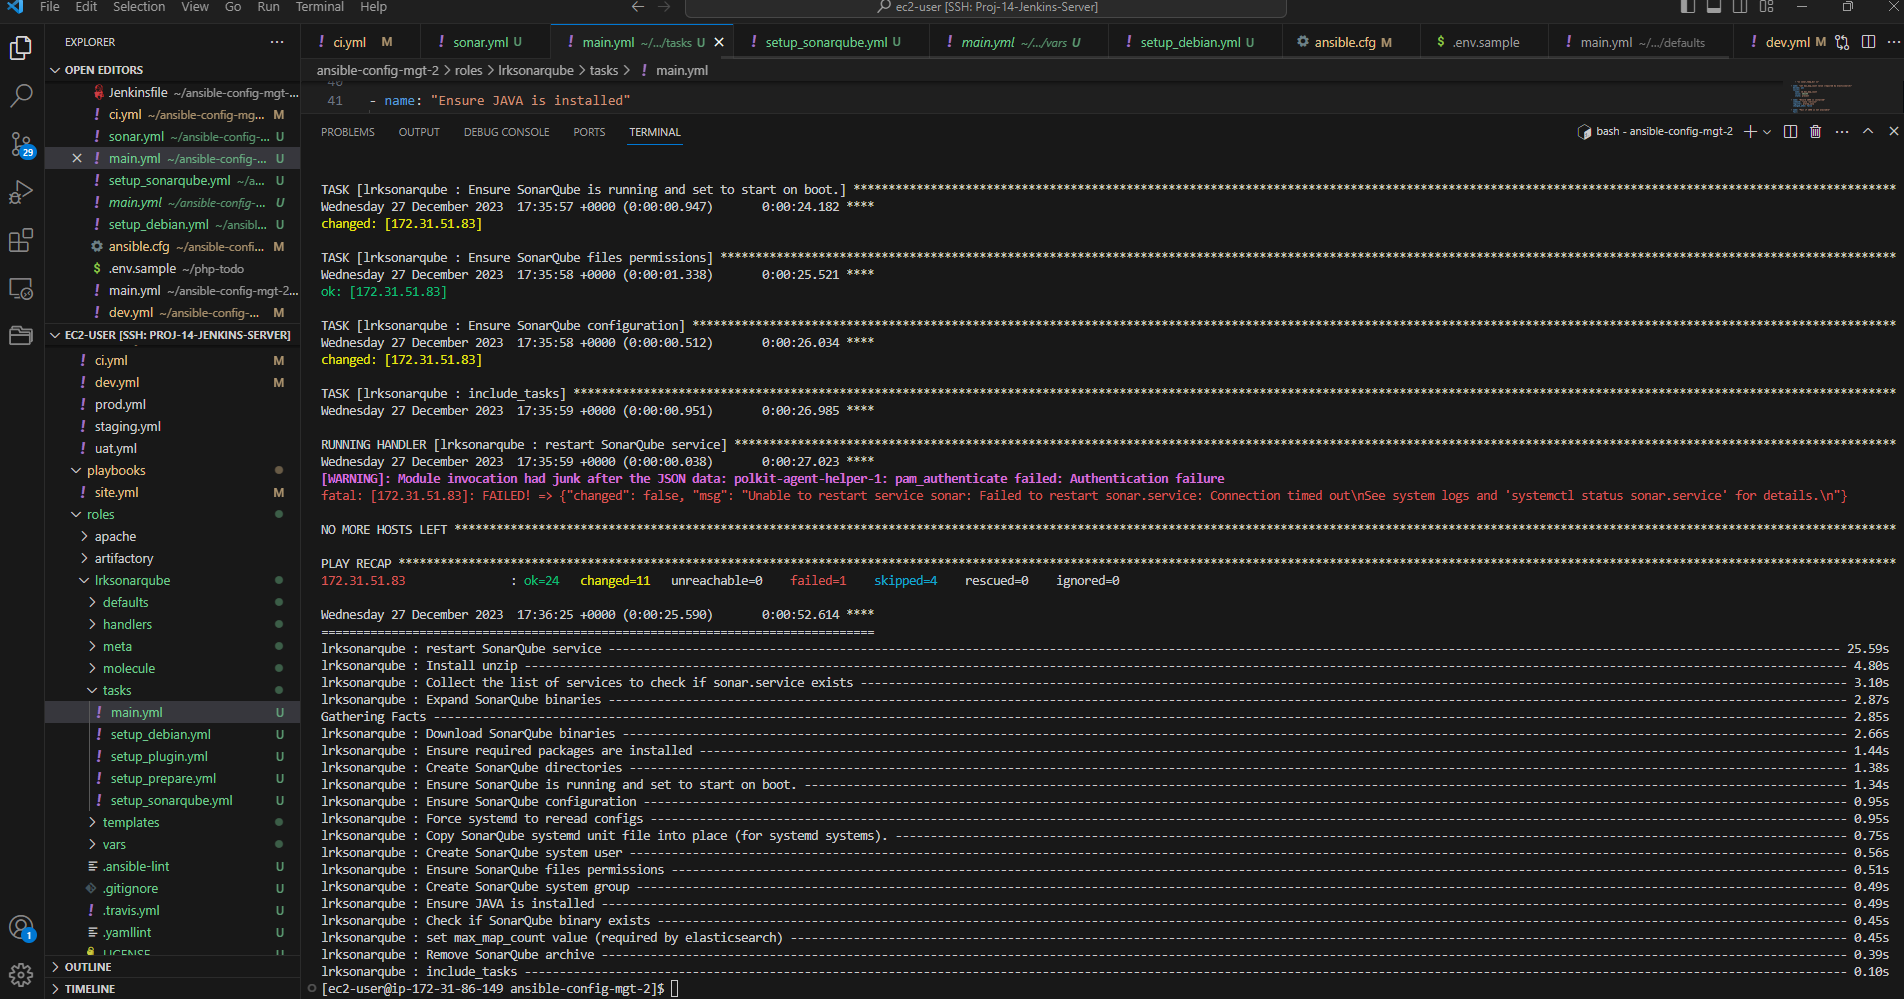 File Edit Selection View Go Run Terminal Help
ec2-user [SSH: Proj-14-Jenkins-Server]
EXPLORER
OPEN EDITORS
Jenkinsfile ~/ansible-config-mgt-...
ci.yml ~/ansible-config-mg... M
sonar.yml ~/ansible-config-... U
main.yml ~/ansible-config-... U
setup_sonarqube.yml ~/a... U
main.yml ~/ansible-config-... U
setup_debian.yml ~/ansibl... U
ansible.cfg ~/ansible-confi... M
.env.sample ~/php-todo
main.yml ~/ansible-config-mgt-2...
dev.yml ~/ansible-config-... M
EC2-USER [SSH: PROJ-14-JENKINS-SERVER]
ci.yml M
dev.yml M
prod.yml
staging.yml
uat.yml
playbooks
site.yml M
roles
apache
artifactory
lrksonarqube
defaults
handlers
meta
molecule
tasks
main.yml U
setup_debian.yml U
setup_plugin.yml U
setup_prepare.yml U
setup_sonarqube.yml U
templates
vars
.ansible-lint U
.gitignore U
.travis.yml U
.yamllint U
LICENSE U
OUTLINE
TIMELINE
29
1
ci.yml M sonar.yml U main.yml ~/.../tasks U setup_sonarqube.yml U main.yml ~/.../vars U setup_debian.yml U ansible.cfg M .env.sample main.yml ~/.../defaults dev.yml M
ansible-config-mgt-2 > roles > lrksonarqube > tasks > main.yml
40
41 - name: "Ensure JAVA is installed"
PROBLEMS OUTPUT DEBUG CONSOLE PORTS TERMINAL
bash - ansible-config-mgt-2
TASK [lrksonarqube : Ensure SonarQube is running and set to start on boot.] ****
Wednesday 27 December 2023 17:35:57 +0000 (0:00:00.947) 0:00:24.182 ****
changed: [172.31.51.83]
TASK [lrksonarqube : Ensure SonarQube files permissions] ****
Wednesday 27 December 2023 17:35:58 +0000 (0:00:01.338) 0:00:25.521 ****
ok: [172.31.51.83]
TASK [lrksonarqube : Ensure SonarQube configuration] ****
Wednesday 27 December 2023 17:35:58 +0000 (0:00:00.512) 0:00:26.034 ****
changed: [172.31.51.83]
TASK [lrksonarqube : include_tasks] ****
Wednesday 27 December 2023 17:35:59 +0000 (0:00:00.951) 0:00:26.985 ****
RUNNING HANDLER [lrksonarqube : restart SonarQube service] ****
Wednesday 27 December 2023 17:35:59 +0000 (0:00:00.038) 0:00:27.023 ****
[WARNING]: Module invocation had junk after the JSON data: polkit-agent-helper-1: pam_authenticate failed: Authentication failure
fatal: [172.31.51.83]: FAILED! => {"changed": false, "msg": "Unable to restart service sonar: Failed to restart sonar.service: Connection timed out\nSee system logs and 'systemctl status sonar.service' for details.\n"}
NO MORE HOSTS LEFT ****
PLAY RECAP ****
172.31.51.83 : ok=24 changed=11 unreachable=0 failed=1 skipped=4 rescued=0 ignored=0
Wednesday 27 December 2023 17:36:25 +0000 (0:00:25.590) 0:00:52.614 ****
===============================================================================
lrksonarqube : restart SonarQube service ---- 25.59s
lrksonarqube : Install unzip ---- 4.80s
lrksonarqube : Collect the list of services to check if sonar.service exists ---- 3.10s
lrksonarqube : Expand SonarQube binaries ---- 2.87s
Gathering Facts ---- 2.85s
lrksonarqube : Download SonarQube binaries ---- 2.66s
lrksonarqube : Ensure required packages are installed ---- 1.44s
lrksonarqube : Create SonarQube directories ---- 1.38s
lrksonarqube : Ensure SonarQube is running and set to start on boot. ---- 1.34s
lrksonarqube : Ensure SonarQube configuration ---- 0.95s
lrksonarqube : Force systemd to reread configs ---- 0.95s
lrksonarqube : Copy SonarQube systemd unit file into place (for systemd systems). ---- 0.75s
lrksonarqube : Create SonarQube system user ---- 0.56s
lrksonarqube : Ensure SonarQube files permissions ---- 0.51s
lrksonarqube : Create SonarQube system group ---- 0.49s
lrksonarqube : Ensure JAVA is installed ---- 0.49s
lrksonarqube : Check if SonarQube binary exists ---- 0.45s
lrksonarqube : set max_map_count value (required by elasticsearch) ---- 0.45s
lrksonarqube : Remove SonarQube archive ---- 0.39s
lrksonarqube : include_tasks ---- 0.10s
[ec2-user@ip-172-31-86-149 ansible-config-mgt-2]$